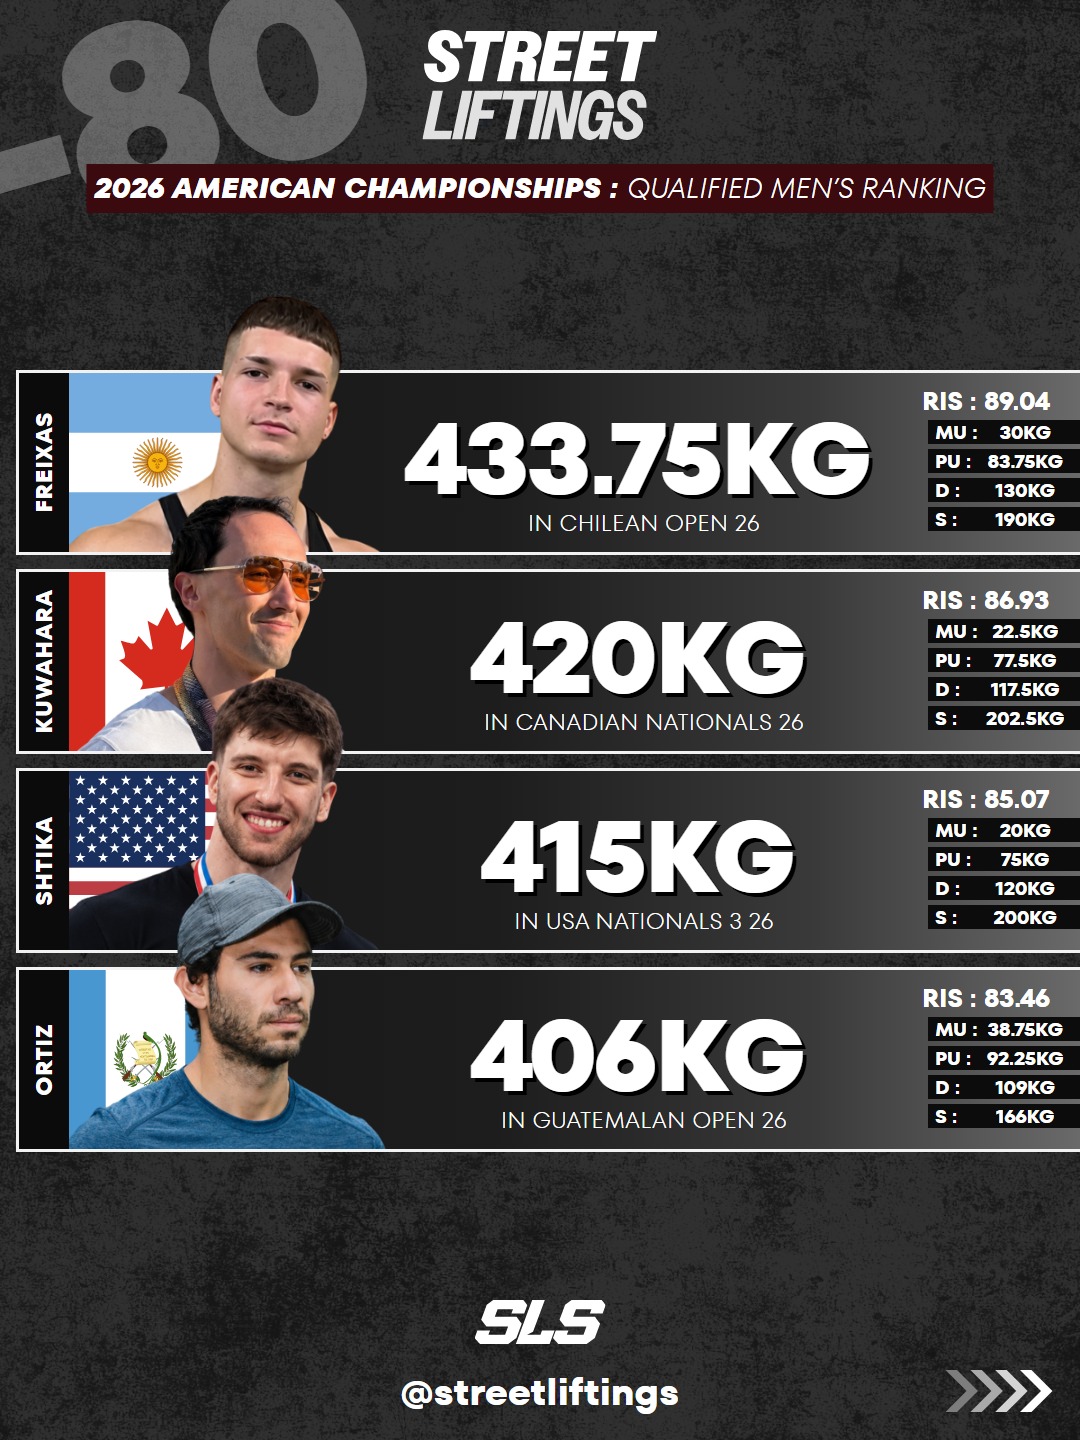 -80
STREET
LIFTINGS
2026 AMERICAN CHAMPIONSHIPS : QUALIFIED MEN'S RANKING
FREIXAS
433.75KG
IN CHILEAN OPEN 26
RIS : 89.04
MU : 30KG
PU : 83.75KG
D : 130KG
S : 190KG
KUWAHARA
420KG
IN CANADIAN NATIONALS 26
RIS : 86.93
MU : 22.5KG
PU : 77.5KG
D : 117.5KG
S : 202.5KG
SHTIKA
415KG
IN USA NATIONALS 3 26
RIS : 85.07
MU : 20KG
PU : 75KG
D : 120KG
S : 200KG
ORTIZ
406KG
IN GUATEMALAN OPEN 26
RIS : 83.46
MU : 38.75KG
PU : 92.25KG
D : 109KG
S : 166KG
SLS
@streetliftings